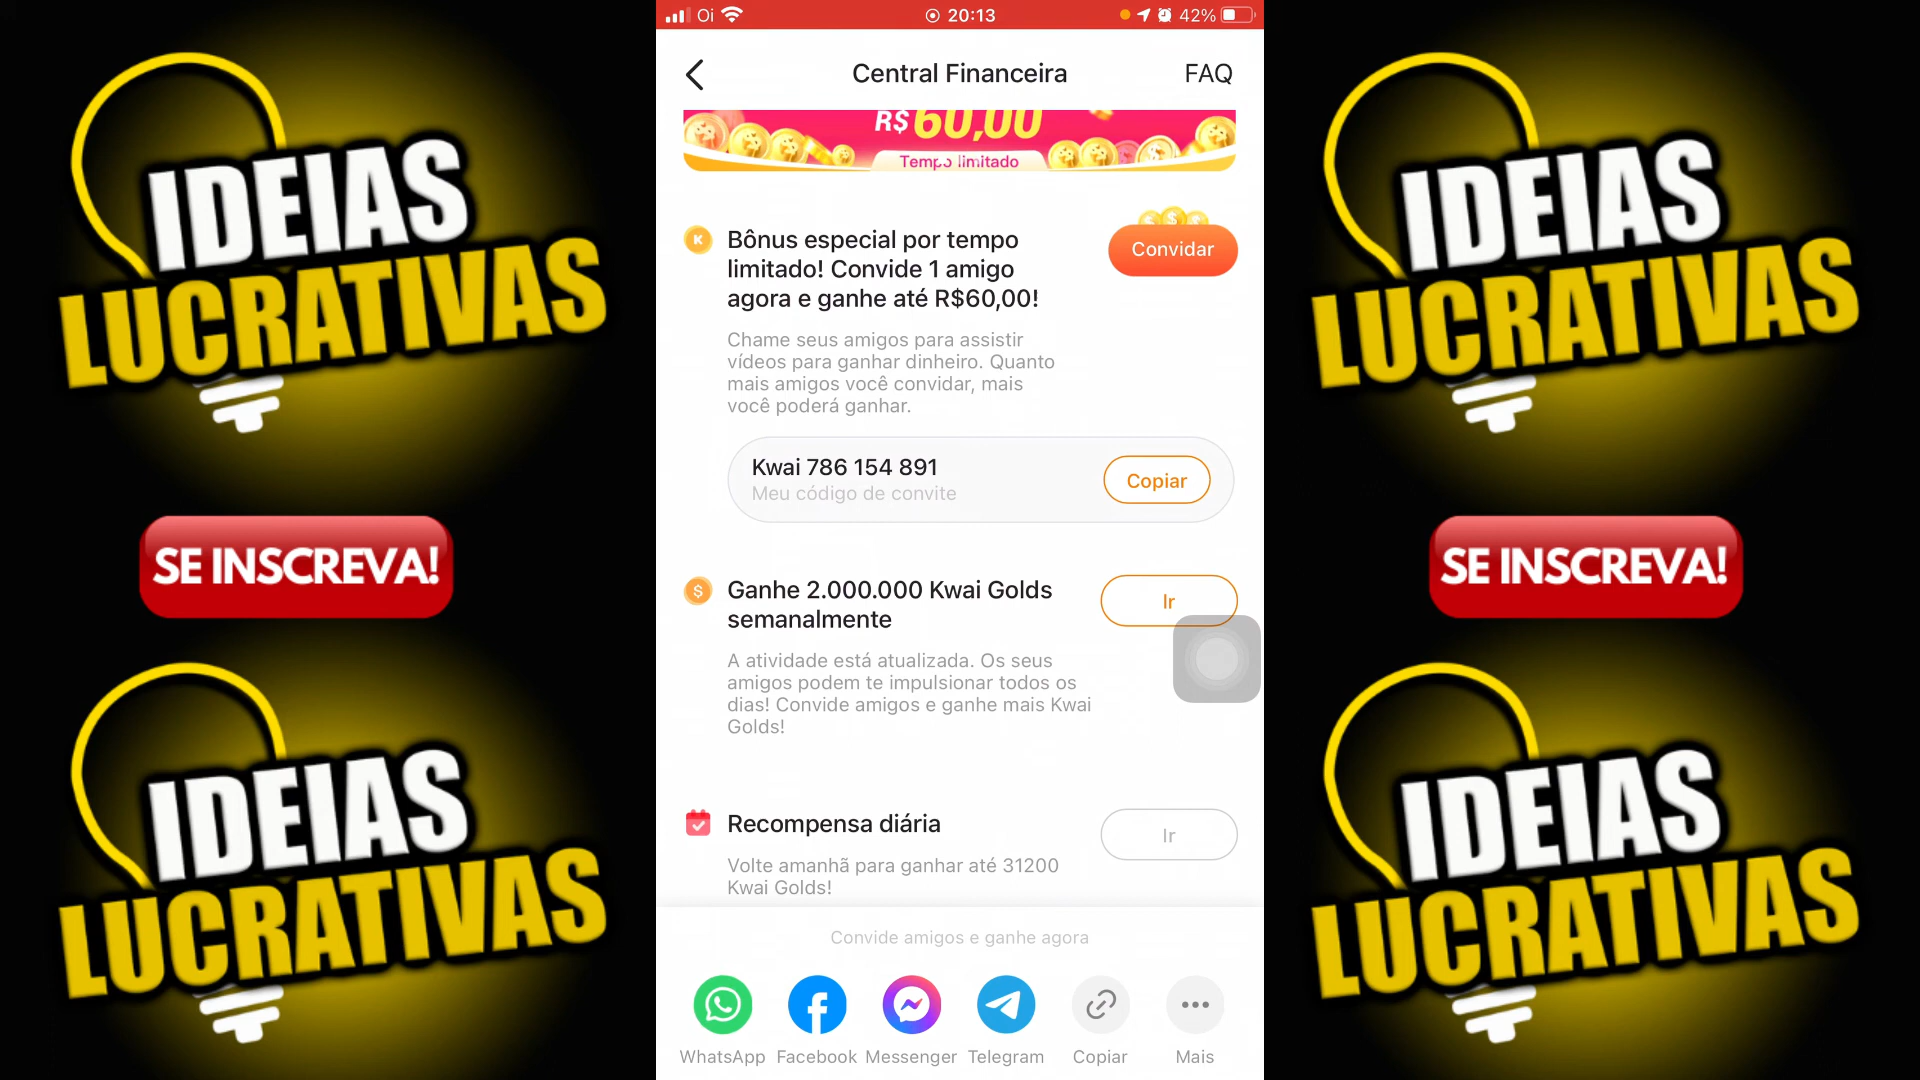 IDEIAS
LUCRATIVAS
SE INSCREVA!
IDEIAS
LUCRATIVAS
Oi
20:13
42%
Central Financeira
FAQ
R$60,00
Tempo limitado
Bônus especial por tempo
limitado! Convide 1 amigo
agora e ganhe até R$60,00!
Convidar
Chame seus amigos para assistir
vídeos para ganhar dinheiro. Quanto
mais amigos você convidar, mais
você poderá ganhar.
Kwai 786 154 891
Meu código de convite
Copiar
Ganhe 2.000.000 Kwai Golds
semanalmente
Ir
A atividade está atualizada. Os seus
amigos podem te impulsionar todos os
dias! Convide amigos e ganhe mais Kwai
Golds!
Recompensa diária
Ir
Volte amanhã para ganhar até 31200
Kwai Golds!
Convide amigos e ganhe agora
WhatsApp
Facebook
Messenger
Telegram
Copiar
Mais
IDEIAS
LUCRATIVAS
SE INSCREVA!
IDEIAS
LUCRATIVAS